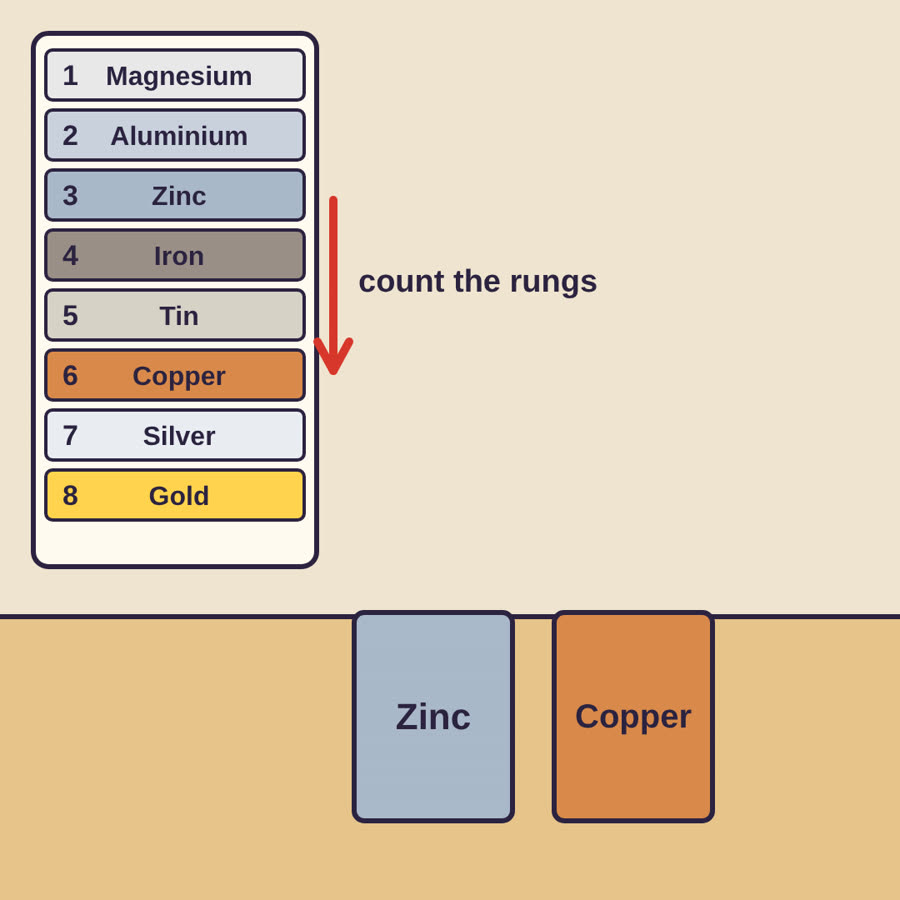 1 Magnesium
2 Aluminium
3 Zinc
4 Iron
5 Tin
6 Copper
7 Silver
8 Gold
count the rungs
Zinc
Copper